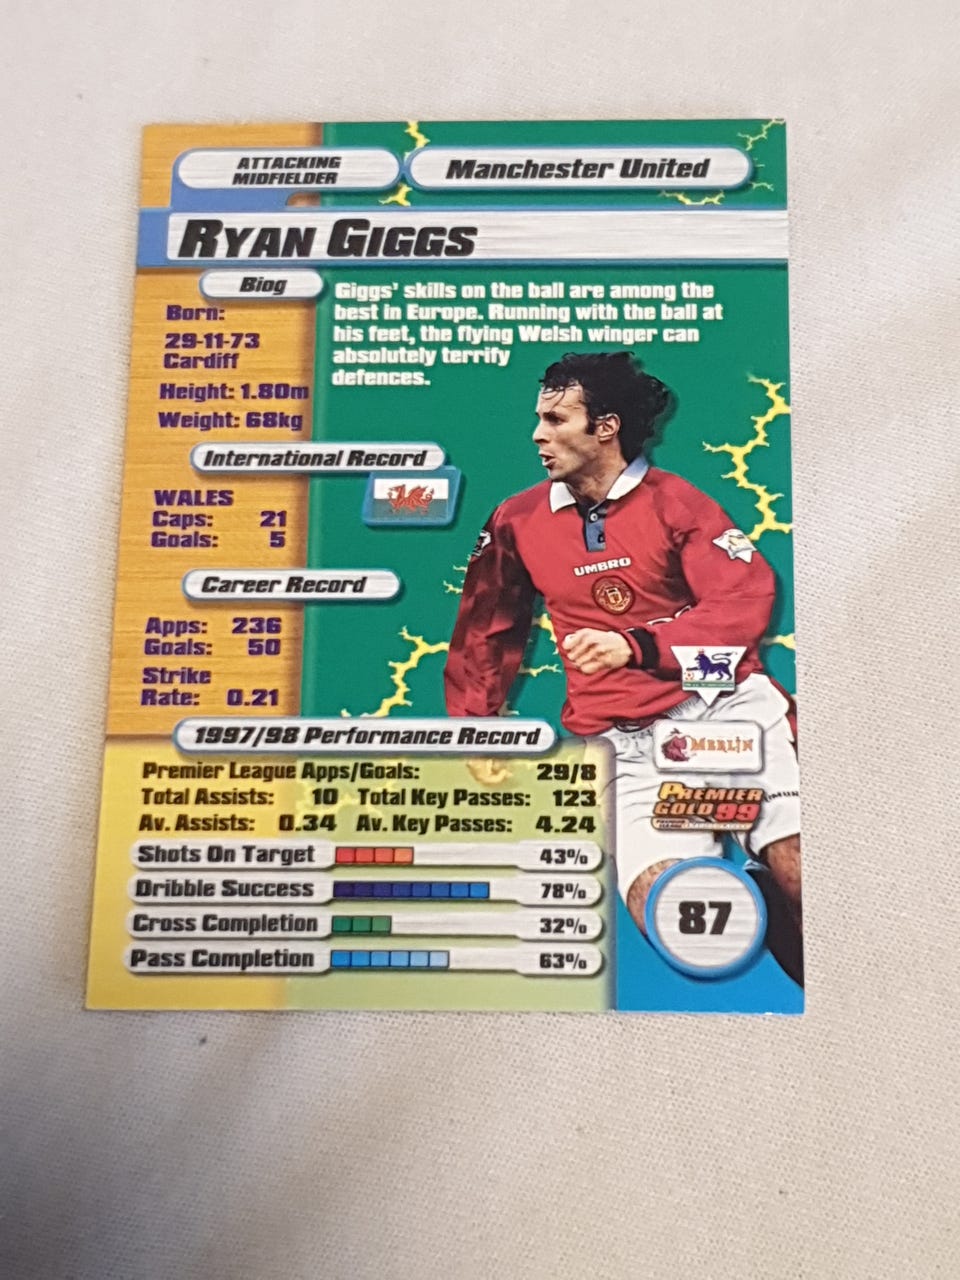 ATTACKING
MIDFIELDER
Manchester United
RYAN GIGGS
Biog
Born:
29-11-73
Cardiff
Height: 1.80m
Weight: 68kg
Giggs' skills on the ball are among the
best in Europe. Running with the ball at
his feet, the flying Welsh winger can
absolutely terrify
defences.
International Record
WALES
Caps: 21
Goals: 5
Career Record
Apps: 236
Goals: 50
Strike
Rate: 0.21
UMBRO
1997/98 Performance Record
Premier League Apps/Goals: 29/8
Total Assists: 10 Total Key Passes: 123
Av. Assists: 0.34 Av. Key Passes: 4.24
Shots On Target 43%
Dribble Success 78%
Cross Completion 32%
Pass Completion 63%
MERLIN
PREMIER
GOLD 99
87